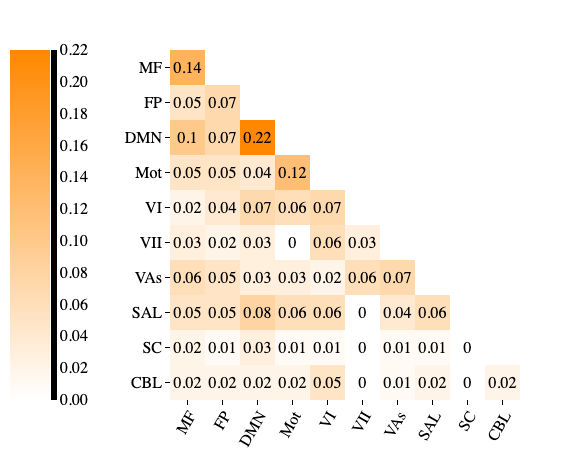 0.22
0.20
0.18
0.16
0.14
0.12
0.10
0.08
0.06
0.04
0.02
0.00
MF 0.14
FP 0.05 0.07
DMN 0.1 0.07 0.22
Mot 0.05 0.05 0.04 0.12
VI 0.02 0.04 0.07 0.06 0.07
VII 0.03 0.02 0.03 0 0.06 0.03
VAs 0.06 0.05 0.03 0.03 0.02 0.06 0.07
SAL 0.05 0.05 0.08 0.06 0.06 0 0.04 0.06
SC 0.02 0.01 0.03 0.01 0.01 0 0.01 0.01 0
CBL 0.02 0.02 0.02 0.02 0.05 0 0.01 0.02 0 0.02
MF FP DMN Mot VI VII VAs SAL SC CBL